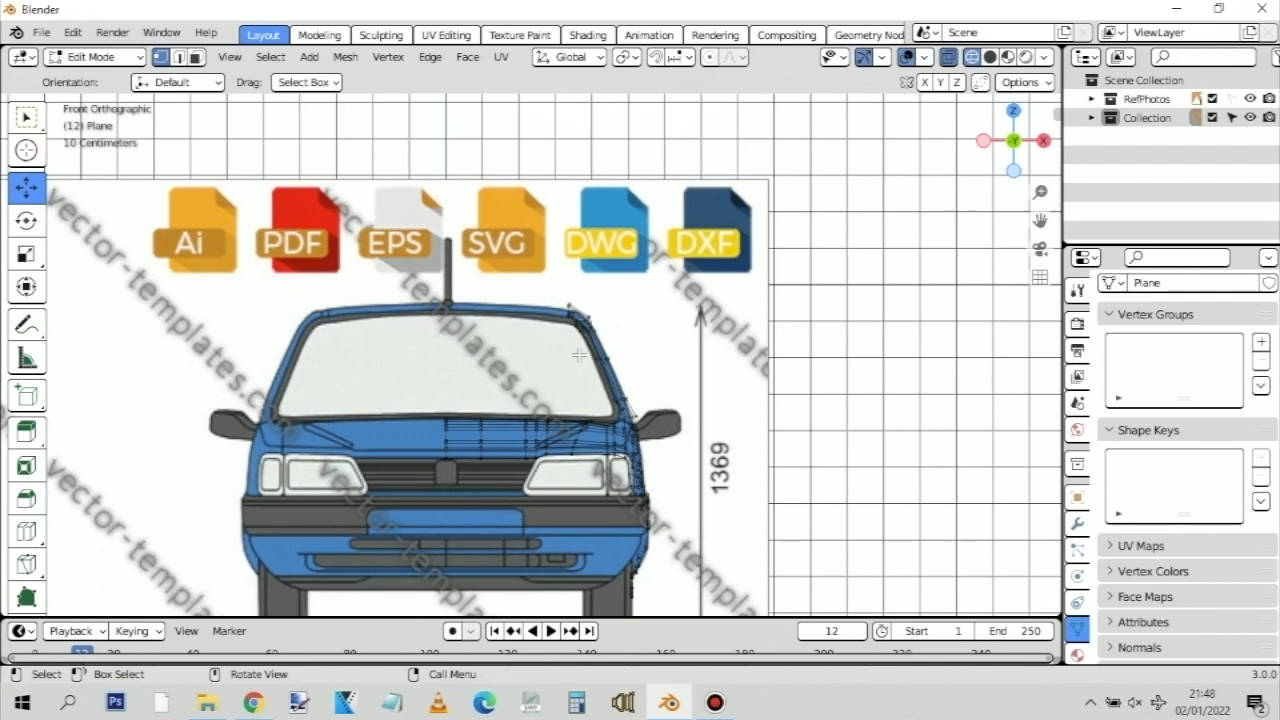 Blender
File Edit Render Window Help Layout Modeling Sculpting UV Editing Texture Paint Shading Animation Rendering Compositing Geometry Nod Scene ViewLayer
Edit Mode View Select Add Mesh Vertex Edge Face UV Global
Orientation: Default Drag: Select Box X Y Z Options
Scene Collection
RefPhotos
Collection
Front Orthographic
(12) Plane
10 Centimeters
Z
-Y X
Ai PDF EPS SVG DWG DXF
vector-templates.com
vector-templates.com
1369
Plane
Vertex Groups
Shape Keys
UV Maps
Vertex Colors
Face Maps
Attributes
Normals
Playback Keying View Marker 12 Start 1 End 250
Select Box Select Rotate View Call Menu 3.0.0
Ps
21:48
02/01/2022
2